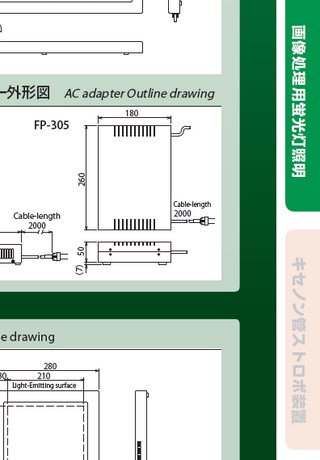 ー外形図 AC adapter Outline drawing
FP-305
180
260
Cable-length
2000
Cable-length
2000
50
(7)
e drawing
280
30 210
Light-Emitting surface
画像処理用蛍光灯照明
キセノン管ストロボ装置